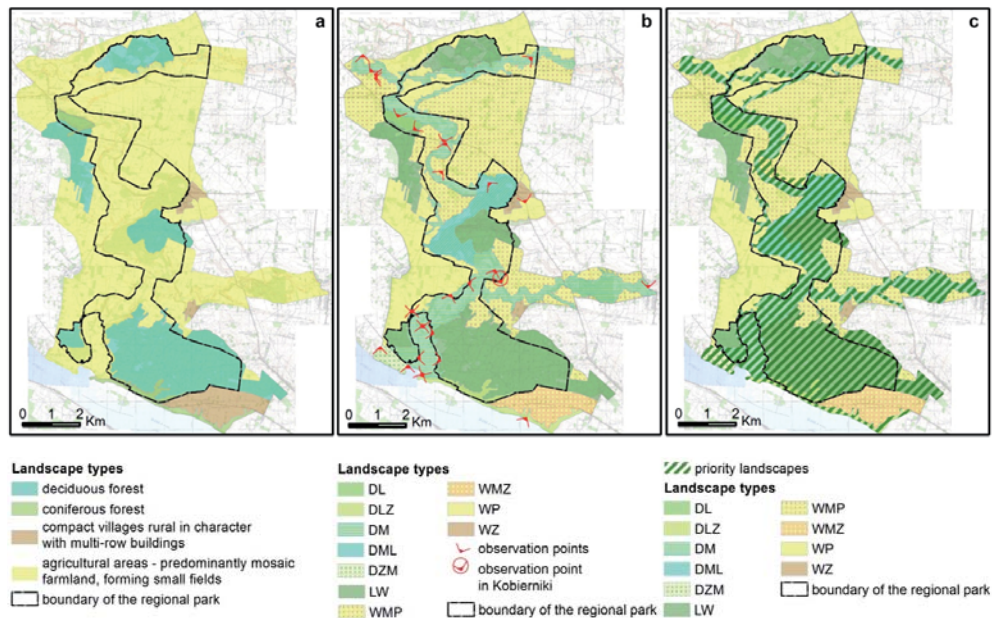 a
b
c
0 1 2 Km
0 1 2 Km
0 1 2 Km
Landscape types
deciduous forest
coniferous forest
compact villages rural in character
with multi-row buildings
agricultural areas - predominantly mosaic
farmland, forming small fields
boundary of the regional park
Landscape types
DL
DLZ
DM
DML
DZM
LW
WMP
WMZ
WP
WZ
observation points
observation point
in Kobierniki
boundary of the regional park
priority landscapes
Landscape types
DL
DLZ
DM
DML
DZM
LW
WMP
WMZ
WP
WZ
boundary of the regional park